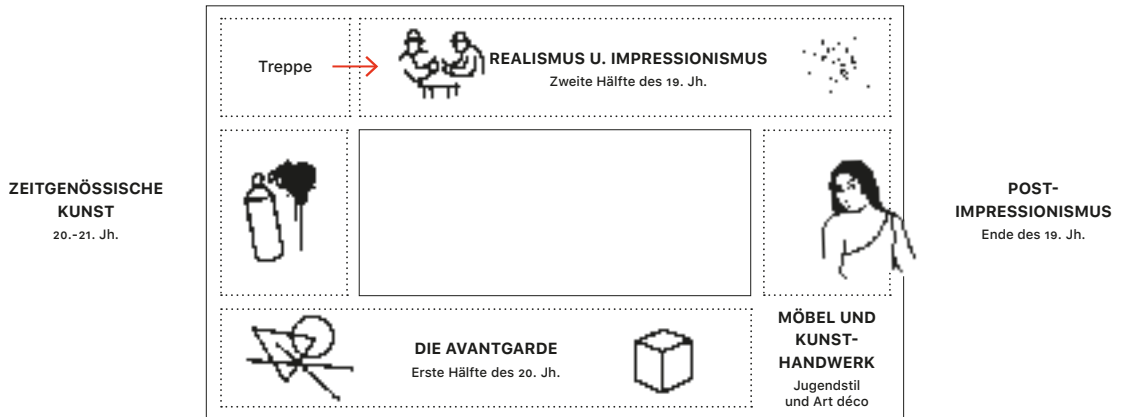 Treppe
REALISMUS U. IMPRESSIONISMUS
Zweite Hälfte des 19. Jh.
ZEITGENÖSSISCHE
KUNST
20.-21. Jh.
POST-
IMPRESSIONISMUS
Ende des 19. Jh.
DIE AVANTGARDE
Erste Hälfte des 20. Jh.
MÖBEL UND
KUNST-
HANDWERK
Jugendstil
und Art déco